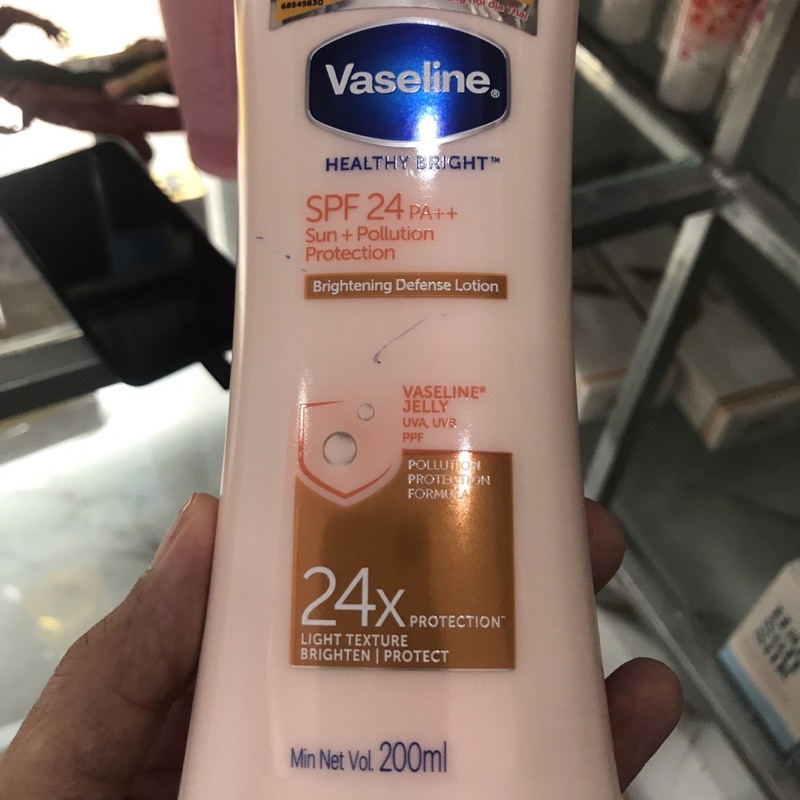 68545830
Vaseline®
HEALTHY BRIGHT™
SPF 24 PA++
Sun + Pollution
Protection
Brightening Defense Lotion
VASELINE®
JELLY
UVA, UVB
PPF
POLLUTION
PROTECTION
FORMULA
24x PROTECTION™
LIGHT TEXTURE
BRIGHTEN | PROTECT
Min Net Vol. 200ml